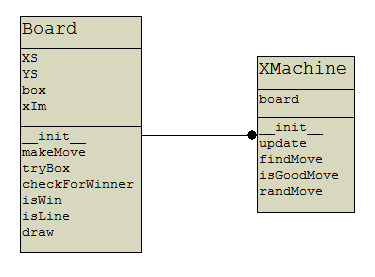 Board
XS
YS
box
xIm
__init__
makeMove
tryBox
checkForWinner
isWin
isLine
draw
XMachine
board
__init__
update
findMove
isGoodMove
randMove